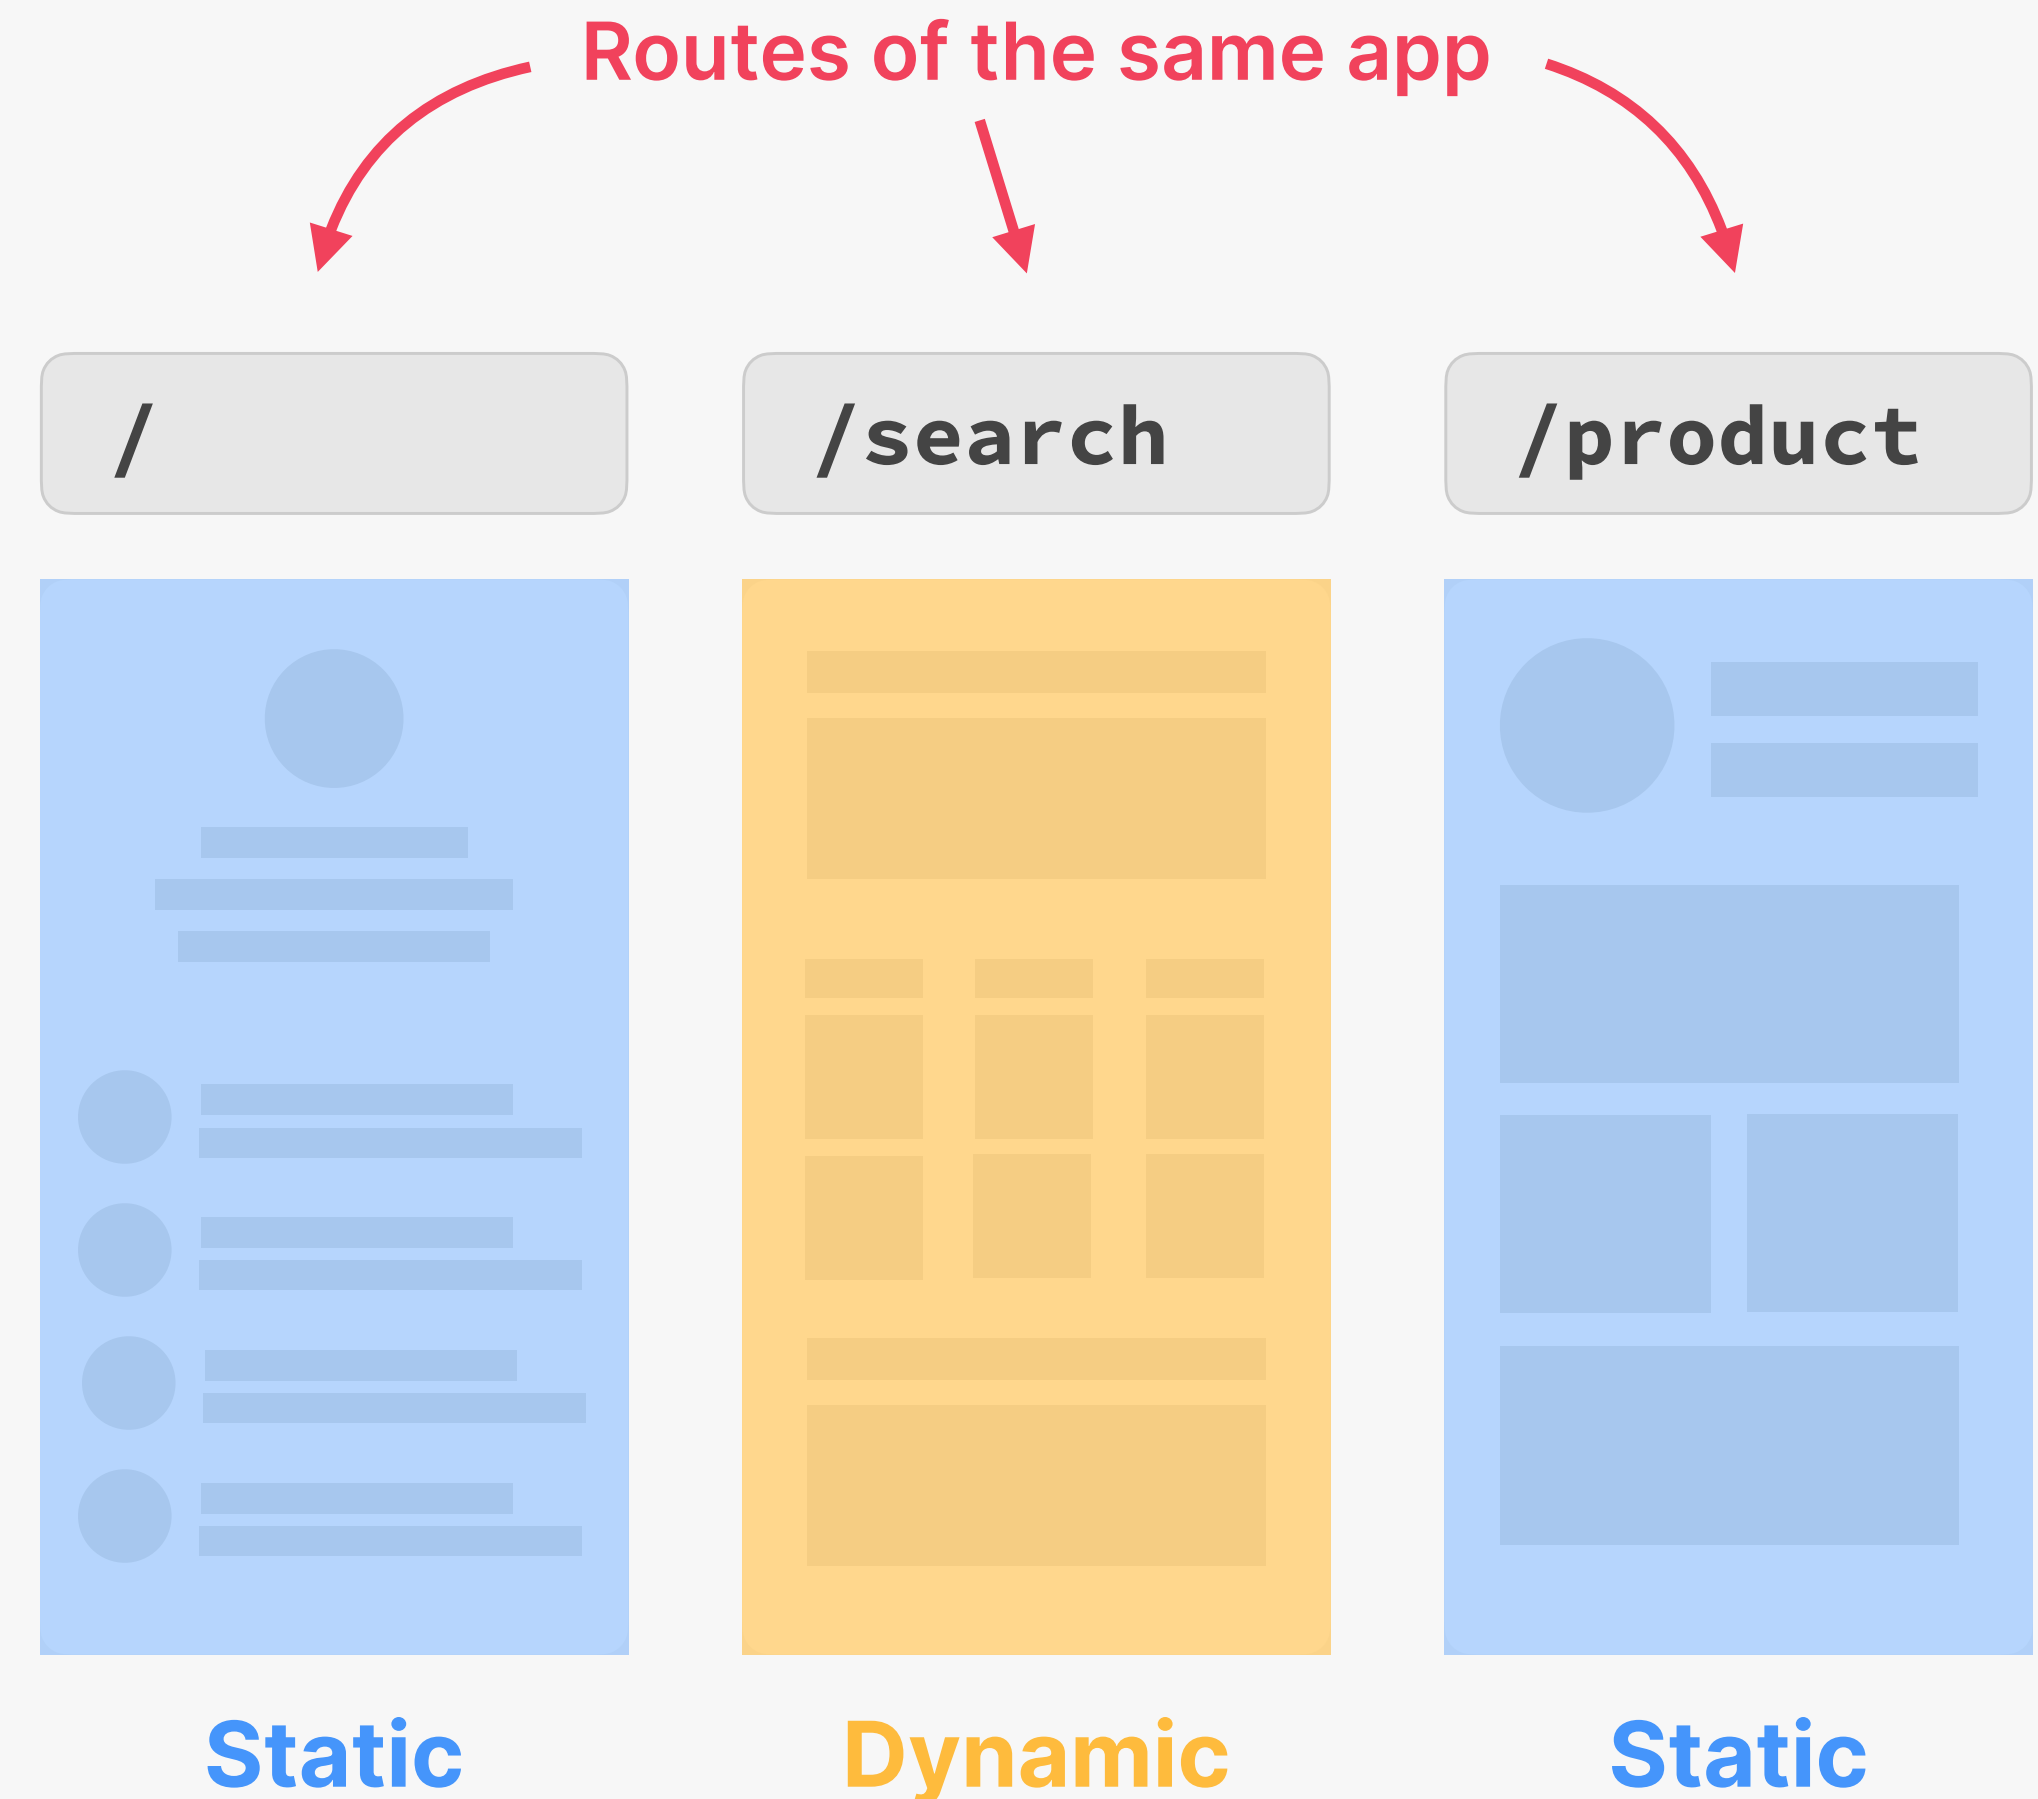 Routes of the same app
/
/search
/product
Static
Dynamic
Static